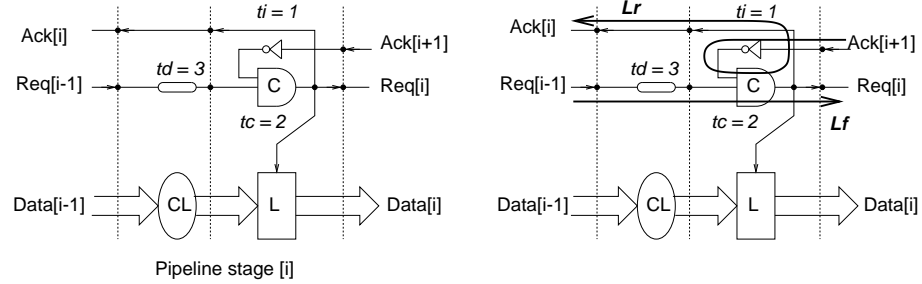 ti = 1
Ack[i]
Ack[i+1]
td = 3
Req[i-1]
C
Req[i]
tc = 2
Data[i-1]
CL
L
Data[i]
Pipeline stage [i]
Lr
ti = 1
Ack[i]
Ack[i+1]
td = 3
Req[i-1]
C
Req[i]
tc = 2
Lf
Data[i-1]
CL
L
Data[i]